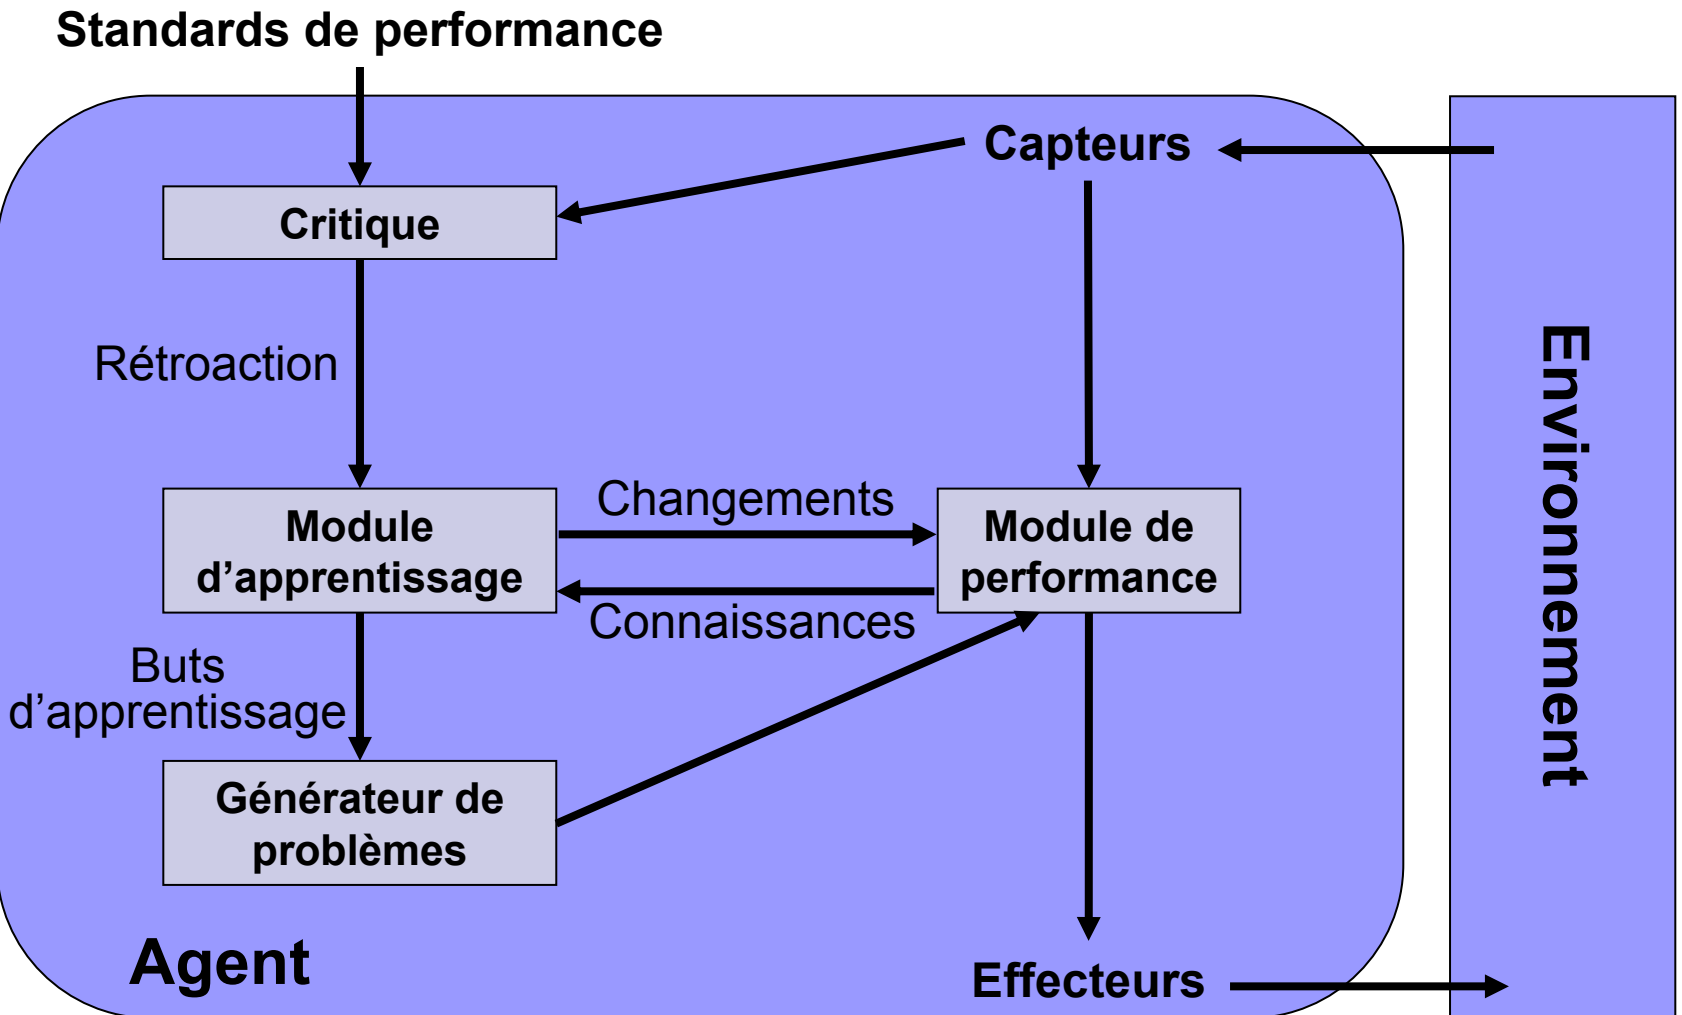 Standards de performance
Capteurs
Critique
Rétroaction
Environnement
Changements
Module
d’apprentissage
Module de
performance
Connaissances
Buts
d’apprentissage
Générateur de
problèmes
Agent
Effecteurs